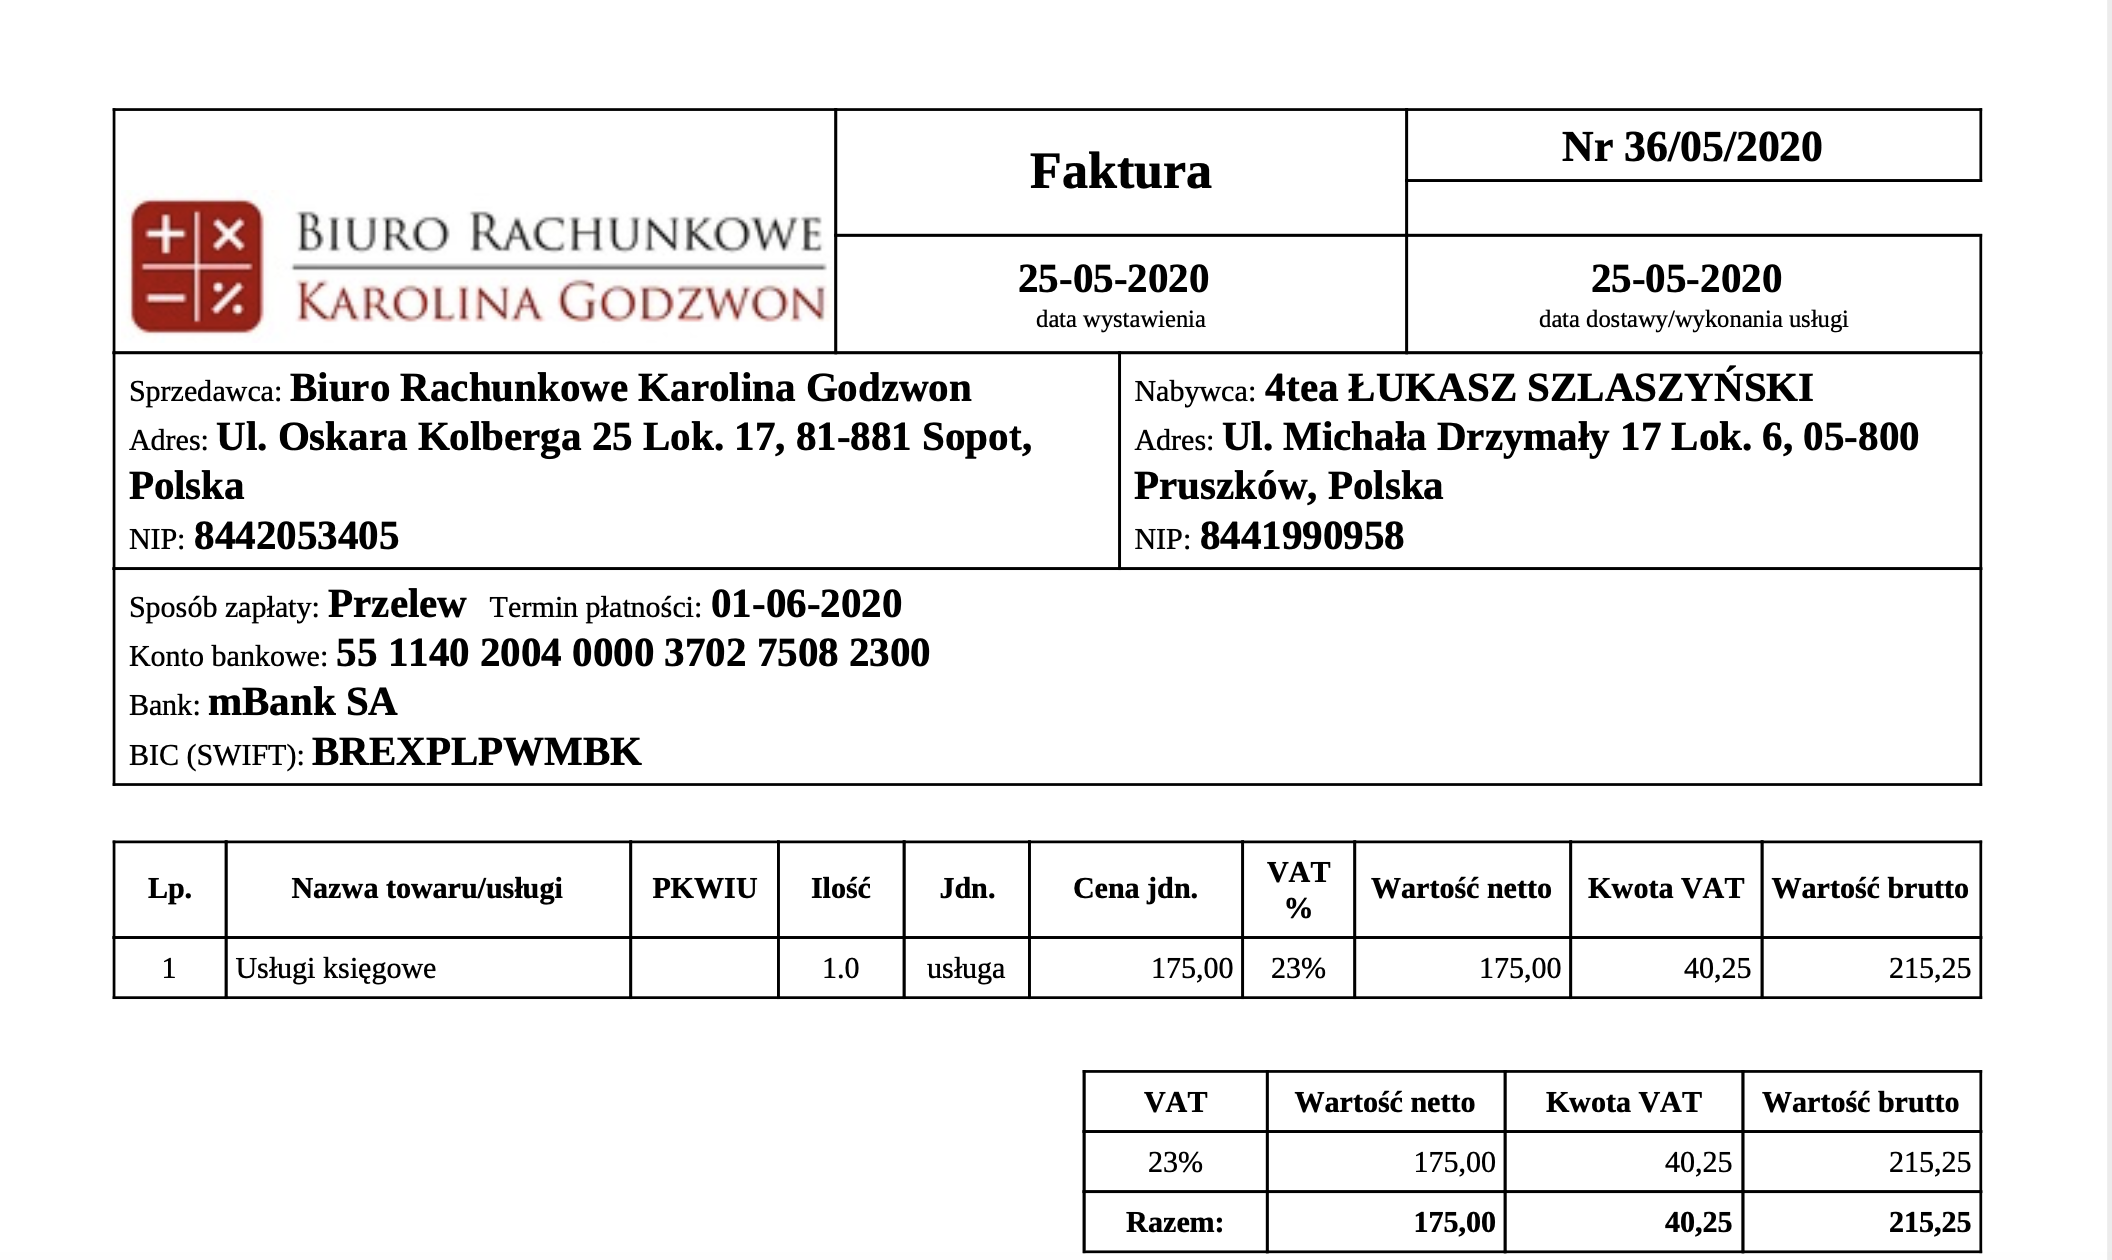 Faktura
Nr 36/05/2020
BIURO RACHUNKOWE
KAROLINA GODZWON
25-05-2020
data wystawienia
25-05-2020
data dostawy/wykonania usługi
Sprzedawca: Biuro Rachunkowe Karolina Godzwon
Adres: Ul. Oskara Kolberga 25 Lok. 17, 81-881 Sopot,
Polska
NIP: 8442053405
Nabywca: 4tea ŁUKASZ SZLASZYŃSKI
Adres: Ul. Michała Drzymały 17 Lok. 6, 05-800
Pruszków, Polska
NIP: 8441990958
Sposób zapłaty: Przelew Termin płatności: 01-06-2020
Konto bankowe: 55 1140 2004 0000 3702 7508 2300
Bank: mBank SA
BIC (SWIFT): BREXPLPWMBK
Lp. Nazwa towaru/usługi PKWIU Ilość Jdn. Cena jdn. VAT % Wartość netto Kwota VAT Wartość brutto
1 Usługi księgowe 1.0 usługa 175,00 23% 175,00 40,25 215,25
VAT Wartość netto Kwota VAT Wartość brutto
23% 175,00 40,25 215,25
Razem: 175,00 40,25 215,25